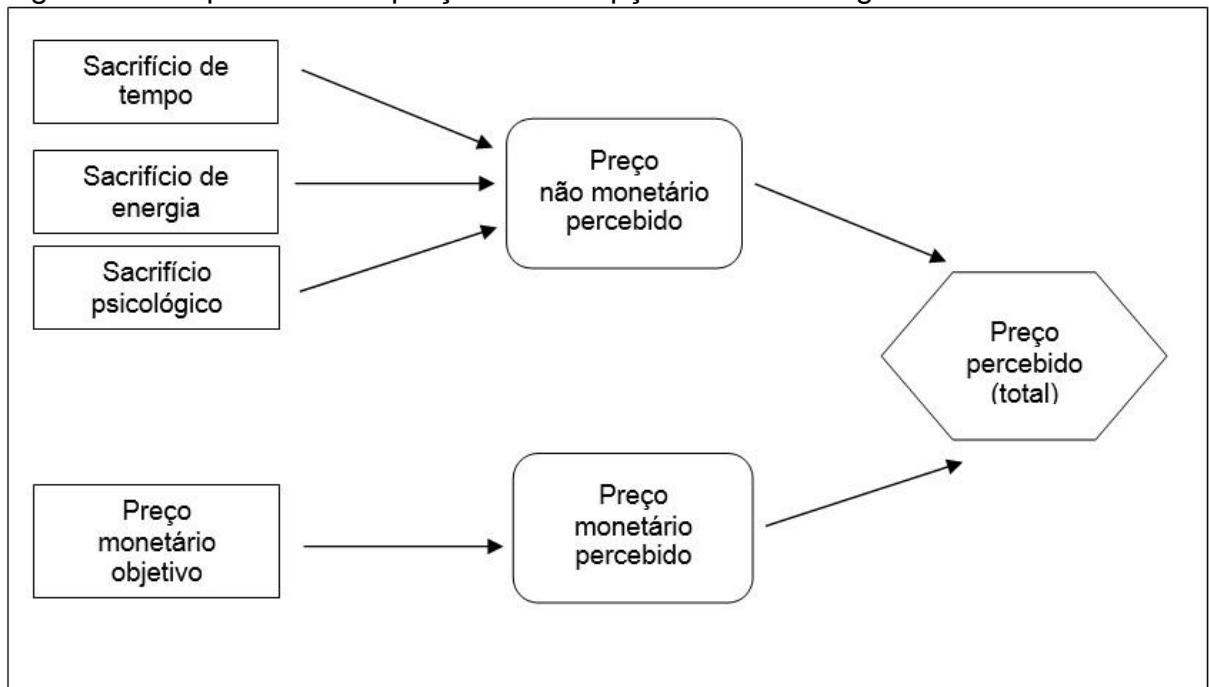 Sacrifício de
tempo
Sacrifício de
energia
Sacrifício
psicológico
Preço
não monetário
percebido
Preço
percebido
(total)
Preço
monetário
objetivo
Preço
monetário
percebido